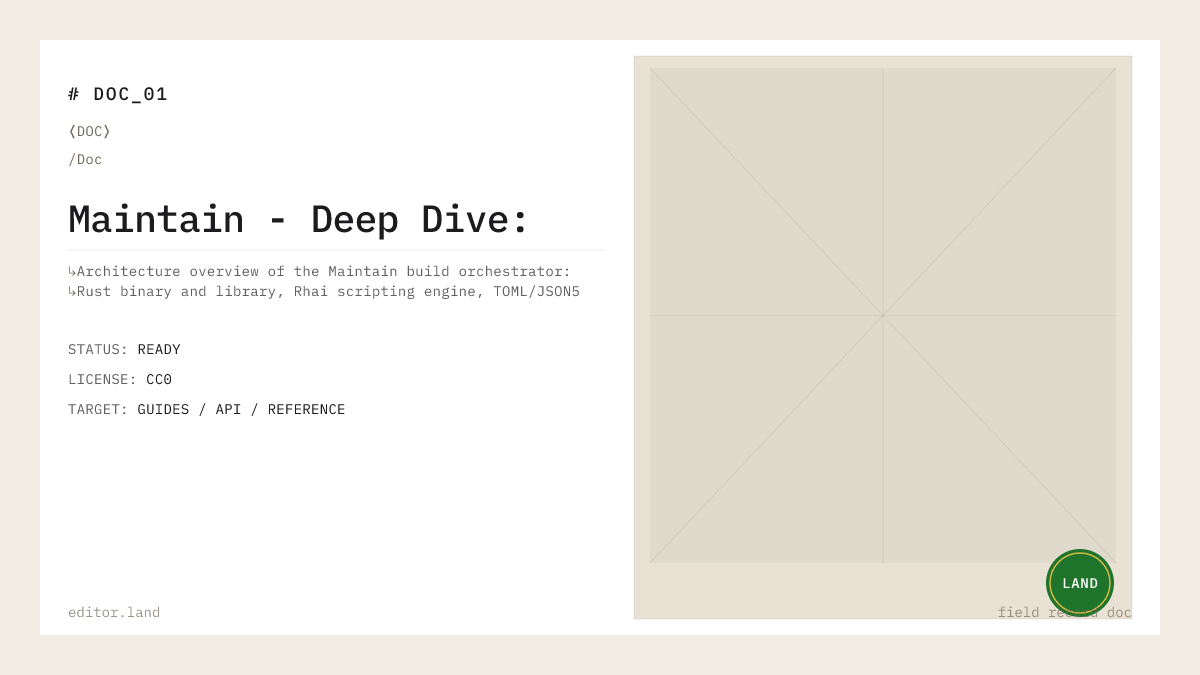 # DOC_01
⟨DOC⟩
/Doc
Maintain - Deep Dive:
↳Architecture overview of the Maintain build orchestrator:
↳Rust binary and library, Rhai scripting engine, TOML/JSON5
STATUS: READY
LICENSE: CC0
TARGET: GUIDES / API / REFERENCE
LAND
editor.land
field record doc